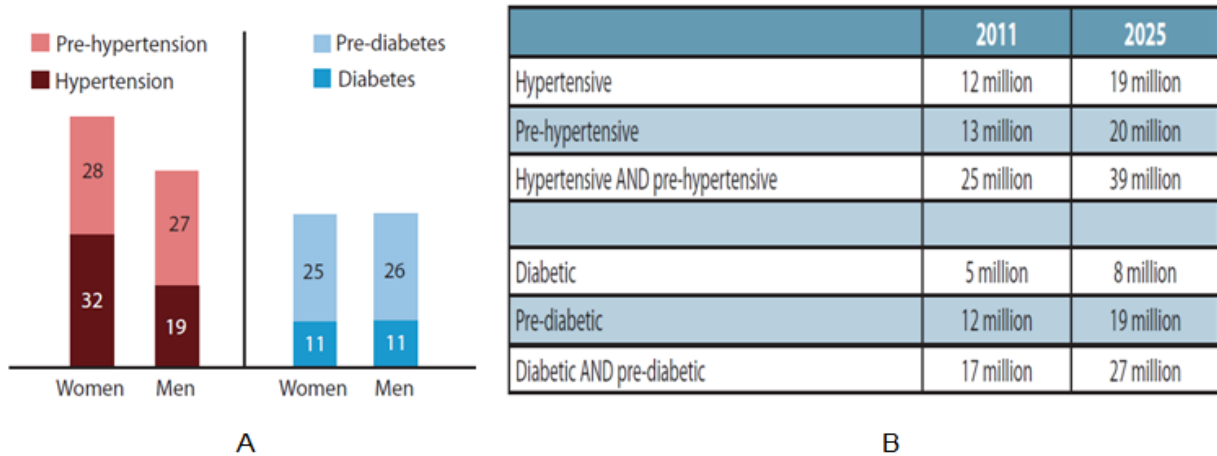 Pre-hypertension
Hypertension
Pre-diabetes
Diabetes
28
32
27
19
25
11
26
11
Women Men Women Men
A
2011 2025
Hypertensive 12 million 19 million
Pre-hypertensive 13 million 20 million
Hypertensive AND pre-hypertensive 25 million 39 million
Diabetic 5 million 8 million
Pre-diabetic 12 million 19 million
Diabetic AND pre-diabetic 17 million 27 million
B